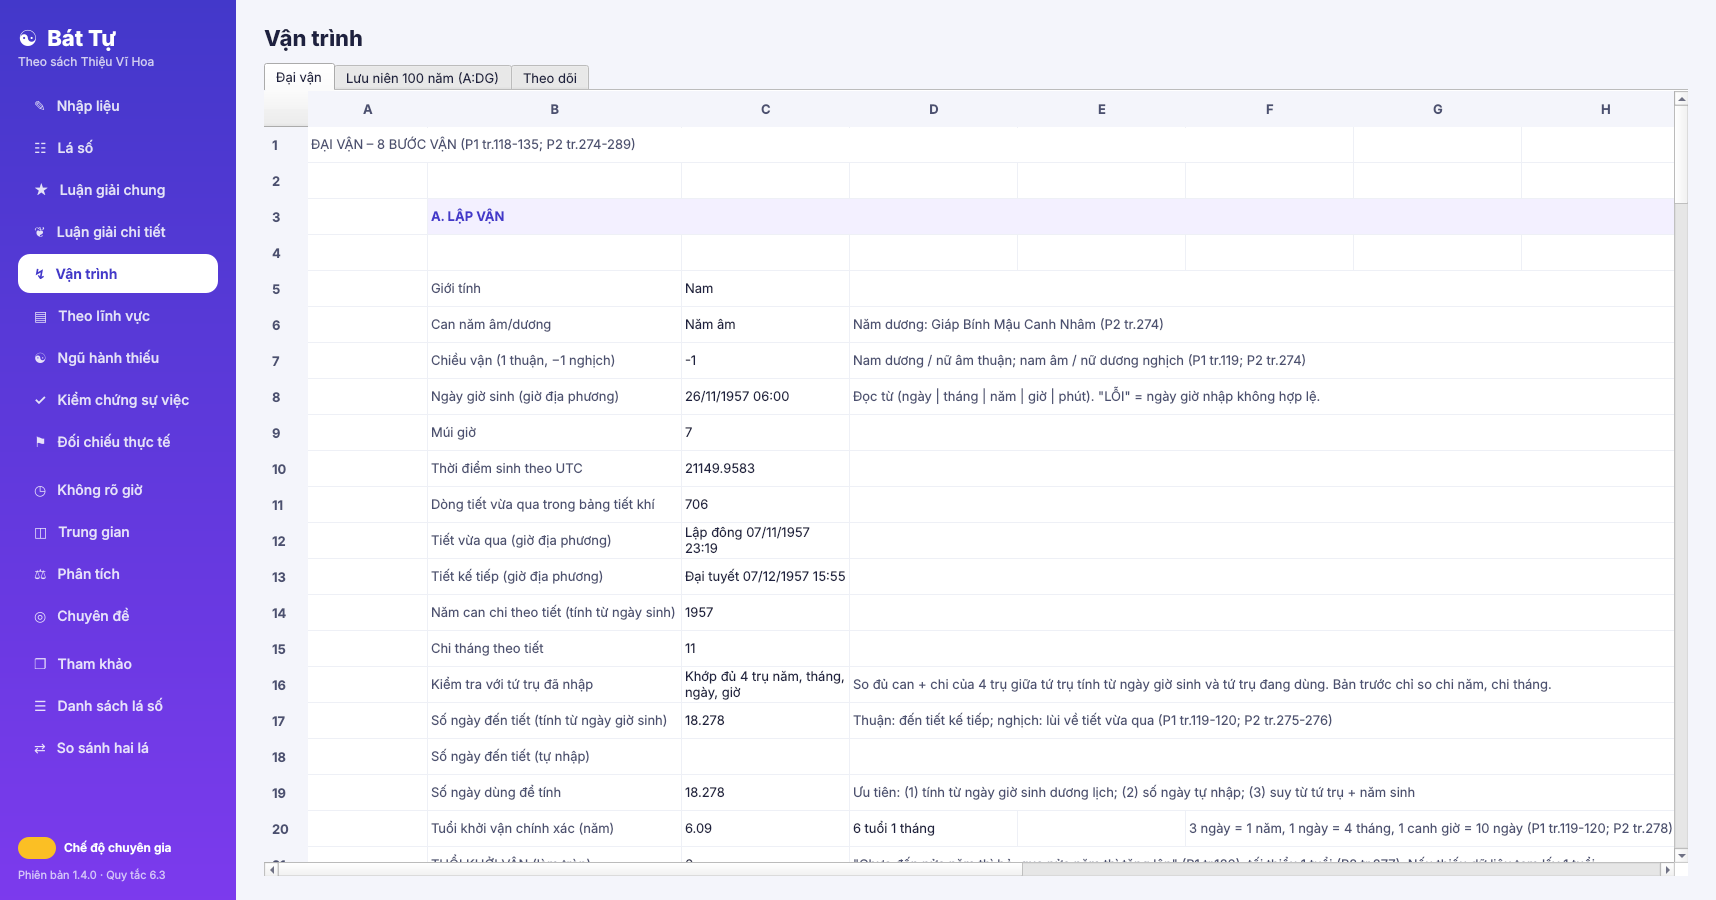 Bát Tự
Theo sách Thiệu Vĩ Hoa
Nhập liệu
Lá số
Luận giải chung
Luận giải chi tiết
Vận trình
Theo lĩnh vực
Ngũ hành thiếu
Kiểm chứng sự việc
Đối chiếu thực tế
Không rõ giờ
Trung gian
Phân tích
Chuyên đề
Tham khảo
Danh sách lá số
So sánh hai lá
Chế độ chuyên gia
Phiên bản 1.4.0 · Quy tắc 6.3
Vận trình
Đại vận Lưu niên 100 năm (A:DG) Theo dõi
A B C D E F G H
1 ĐẠI VẬN – 8 BƯỚC VẬN (P1 tr.118-135; P2 tr.274-289)
2
3 A. LẬP VẬN
4
5 Giới tính Nam
6 Can năm âm/dương Năm âm Năm dương: Giáp Bính Mậu Canh Nhâm (P2 tr.274)
7 Chiều vận (1 thuận, −1 nghịch) -1 Nam dương / nữ âm thuận; nam âm / nữ dương nghịch (P1 tr.119; P2 tr.274)
8 Ngày giờ sinh (giờ địa phương) 26/11/1957 06:00 Đọc từ (ngày | tháng | năm | giờ | phút). "LỖI" = ngày giờ nhập không hợp lệ.
9 Múi giờ 7
10 Thời điểm sinh theo UTC 21149.9583
11 Dòng tiết vừa qua trong bảng tiết khí 706
12 Tiết vừa qua (giờ địa phương) Lập đông 07/11/1957
23:19
13 Tiết kế tiếp (giờ địa phương) Đại tuyết 07/12/1957 15:55
14 Năm can chi theo tiết (tính từ ngày sinh) 1957
15 Chi tháng theo tiết 11
16 Kiểm tra với tứ trụ đã nhập Khớp đủ 4 trụ năm, tháng,
ngày, giờ So đủ can + chi của 4 trụ giữa tứ trụ tính từ ngày giờ sinh và tứ trụ đang dùng. Bản trước chỉ so chi năm, chi tháng.
17 Số ngày đến tiết (tính từ ngày giờ sinh) 18.278 Thuận: đến tiết kế tiếp; nghịch: lùi về tiết vừa qua (P1 tr.119-120; P2 tr.275-276)
18 Số ngày đến tiết (tự nhập)
19 Số ngày dùng để tính 18.278 Ưu tiên: (1) tính từ ngày giờ sinh dương lịch; (2) số ngày tự nhập; (3) suy từ tứ trụ + năm sinh
20 Tuổi khởi vận chính xác (năm) 6.09 6 tuổi 1 tháng 3 ngày = 1 năm, 1 ngày = 4 tháng, 1 canh giờ = 10 ngày (P1 tr.119-120; P2 tr.278)